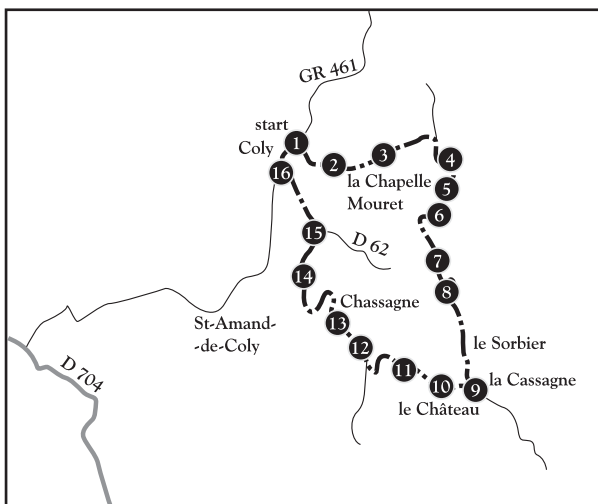 GR 461
start
1
Coly
2
3
4
16
la Chapelle
Mouret
5
6
15
D 62
7
14
8
Chassagne
St-Amand-
-de-Coly
13
12
le Sorbier
D 704
11
10
9
la Cassagne
le Château